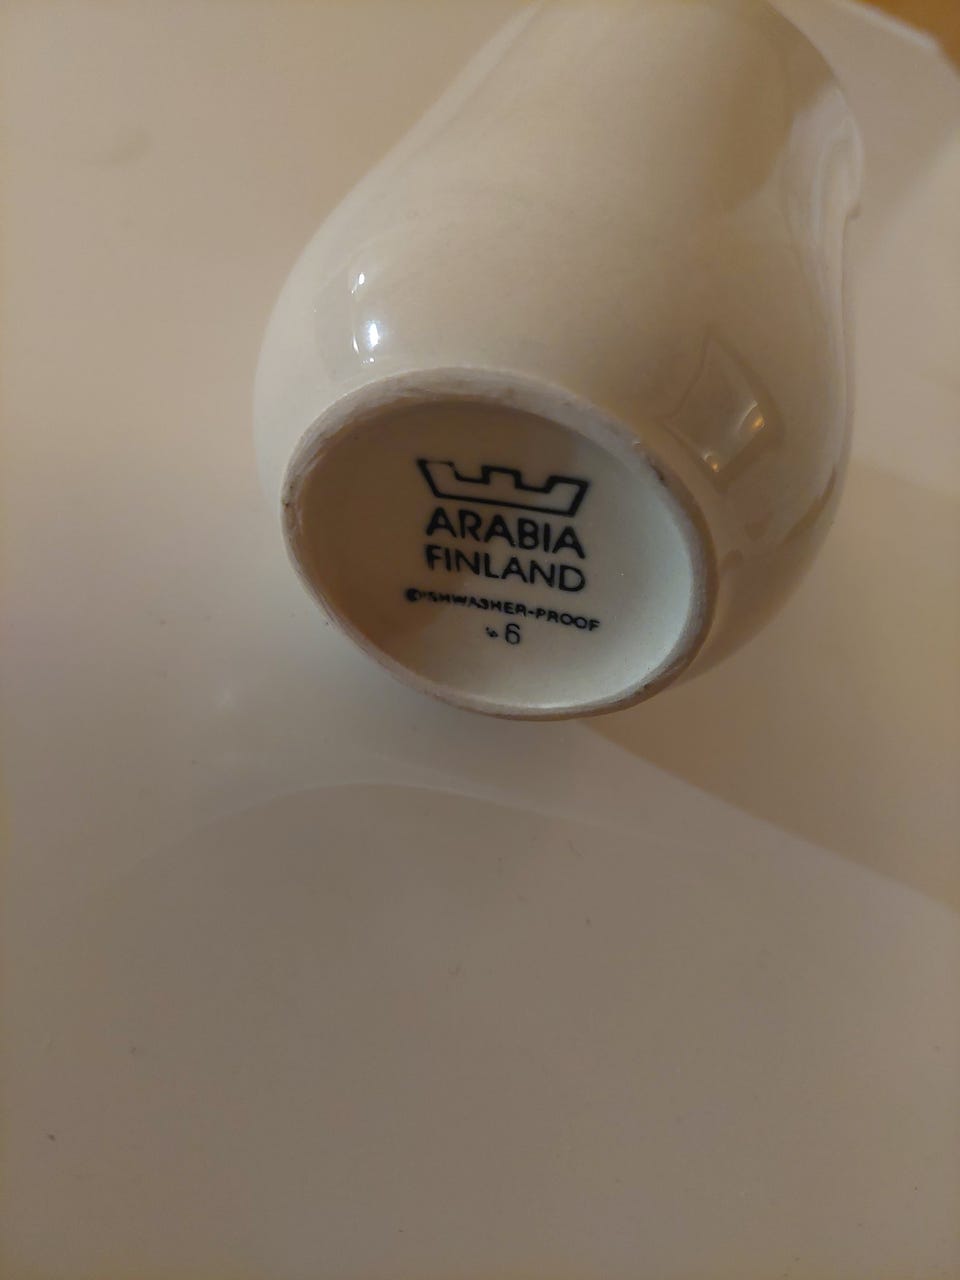 ARABIA
FINLAND
DISHWASHER-PROOF
6